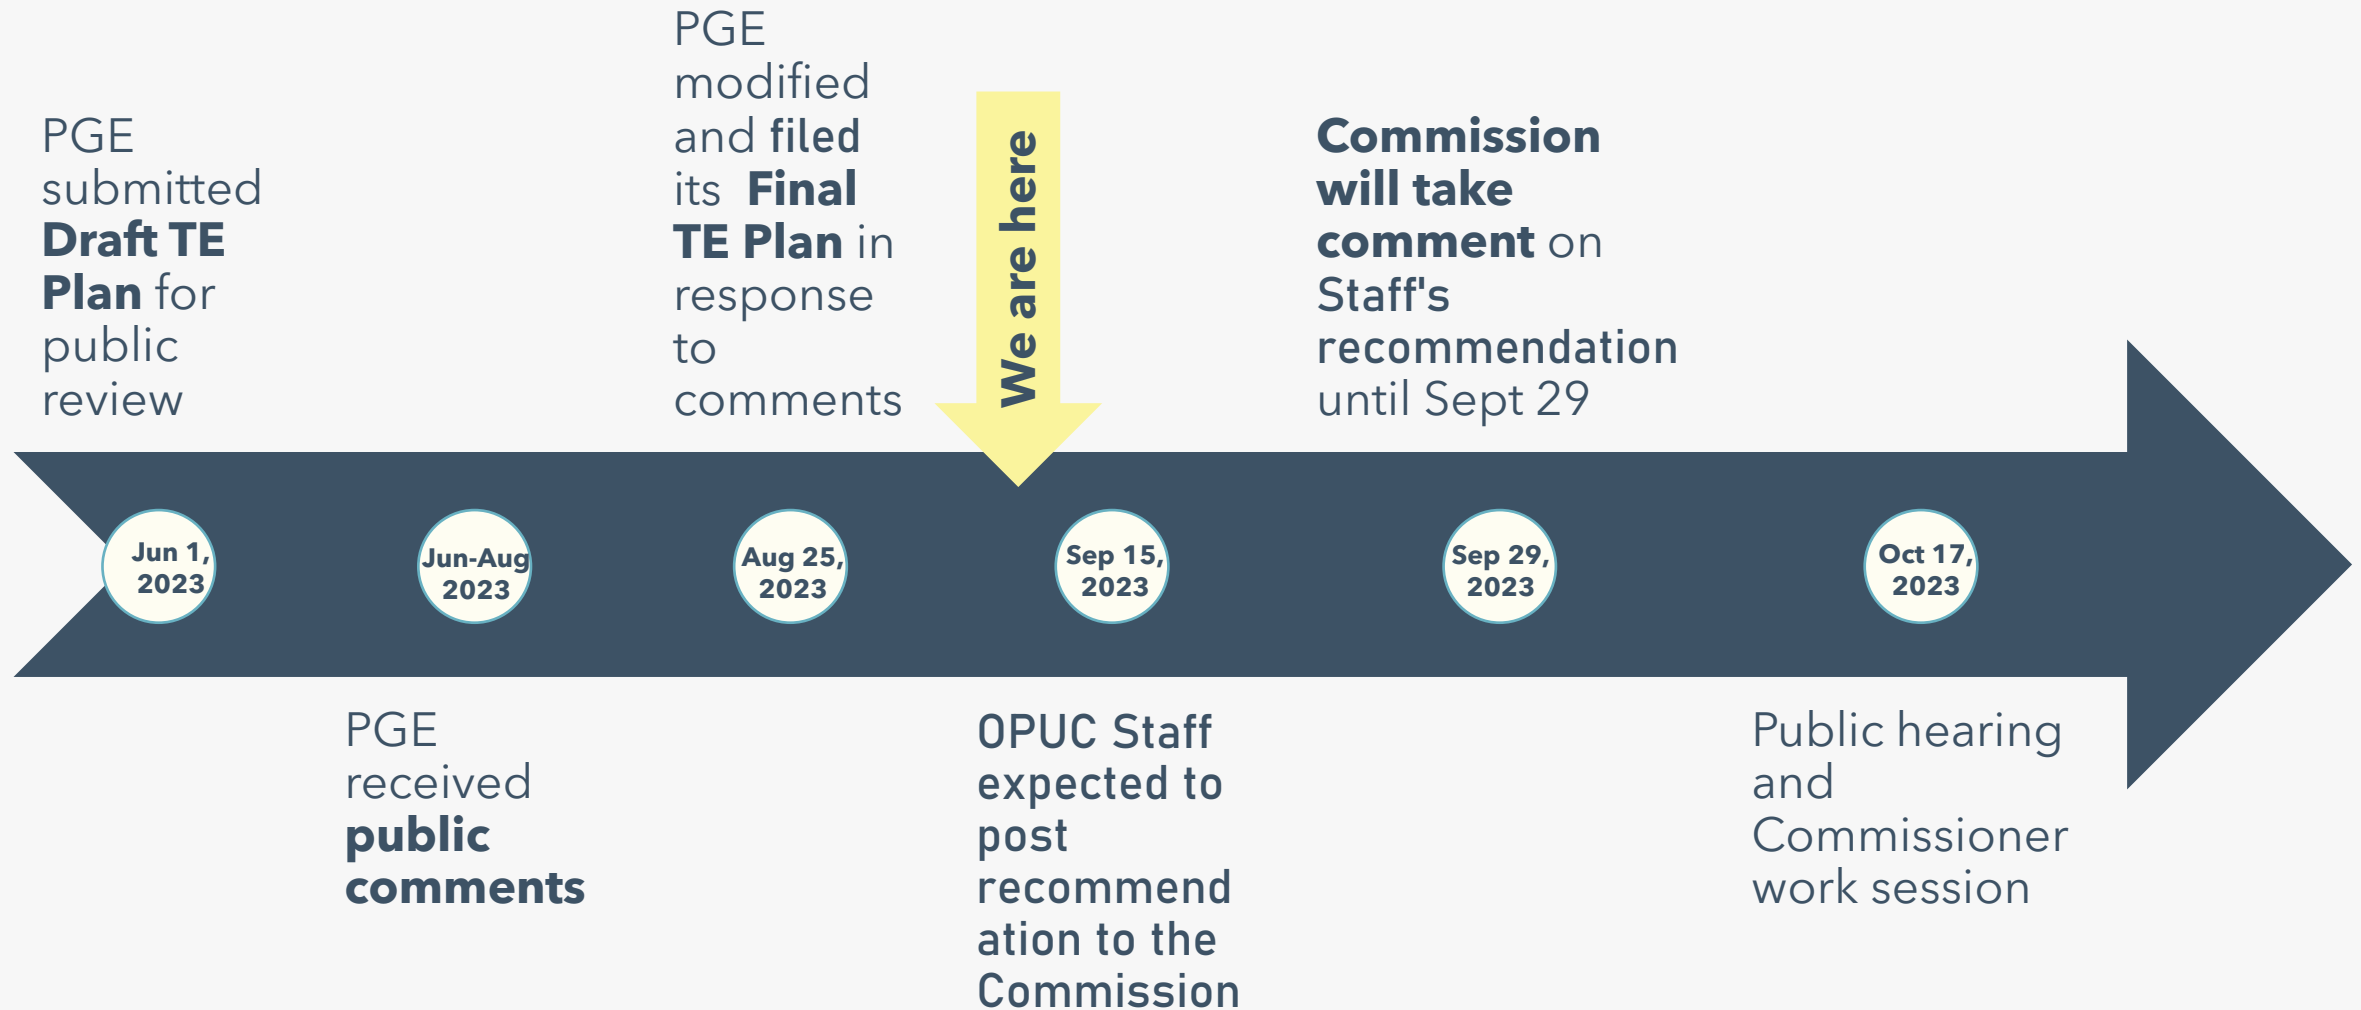 PGE
submitted
Draft TE
Plan for
public
review
PGE
modified
and filed
its Final
TE Plan in
response
to
comments
We are here
Commission
will take
comment on
Staff's
recommendation
until Sept 29
Jun 1,
2023
Jun-Aug
2023
Aug 25,
2023
Sep 15,
2023
Sep 29,
2023
Oct 17,
2023
PGE
received
public
comments
OPUC Staff
expected to
post
recommend
ation to the
Commission
Public hearing
and
Commissioner
work session